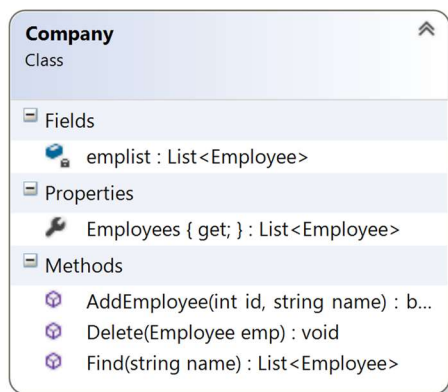 Company
Class
Fields
emplist : List<Employee>
Properties
Employees { get; } : List<Employee>
Methods
AddEmployee(int id, string name) : b...
Delete(Employee emp) : void
Find(string name) : List<Employee>